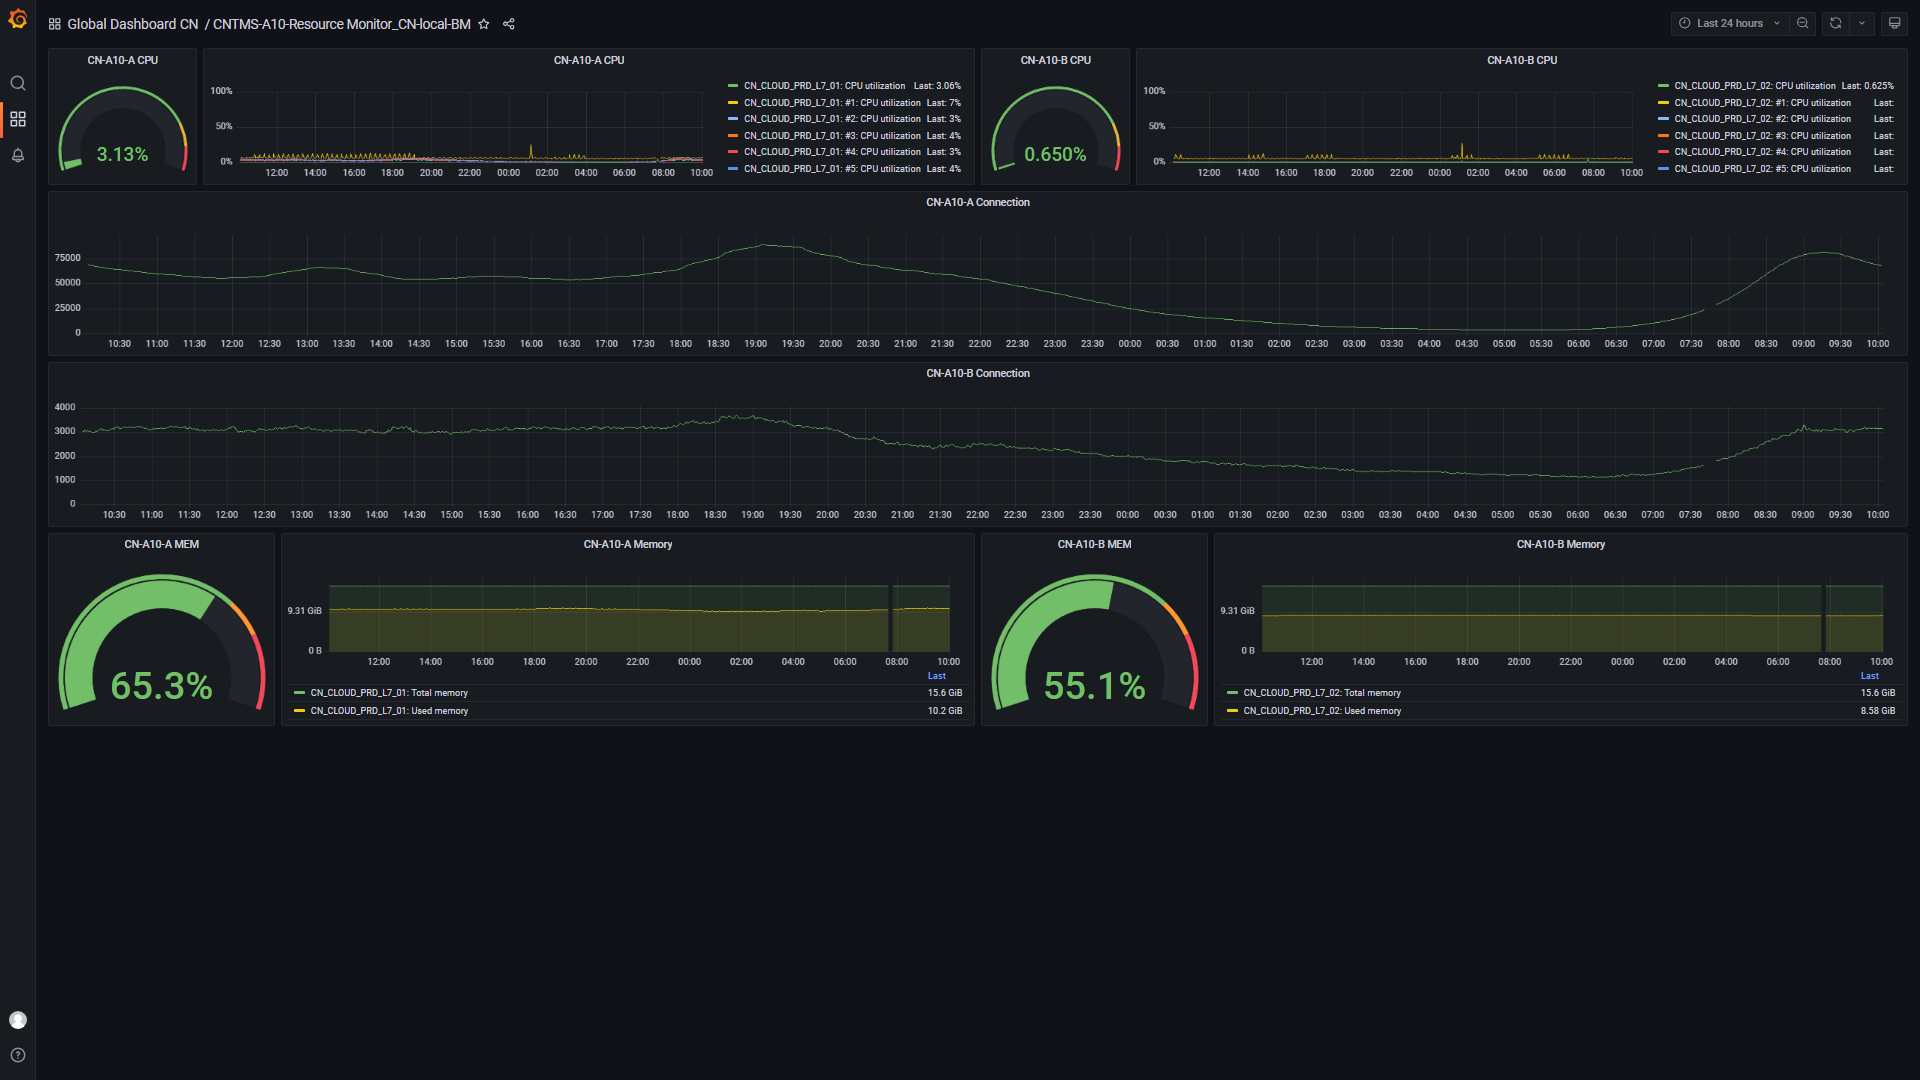 Global Dashboard CN / CNTMS-A10-Resource Monitor_CN-local-BM
Last 24 hours
CN-A10-A CPU
3.13%
CN-A10-A CPU
100%
50%
0%
12:00 14:00 16:00 18:00 20:00 22:00 00:00 02:00 04:00 06:00 08:00 10:00
CN_CLOUD_PRD_L7_01: CPU utilization Last: 3.06%
CN_CLOUD_PRD_L7_01: #1: CPU utilization Last: 7%
CN_CLOUD_PRD_L7_01: #2: CPU utilization Last: 3%
CN_CLOUD_PRD_L7_01: #3: CPU utilization Last: 4%
CN_CLOUD_PRD_L7_01: #4: CPU utilization Last: 3%
CN_CLOUD_PRD_L7_01: #5: CPU utilization Last: 4%
CN-A10-B CPU
0.650%
CN-A10-B CPU
100%
50%
0%
12:00 14:00 16:00 18:00 20:00 22:00 00:00 02:00 04:00 06:00 08:00 10:00
CN_CLOUD_PRD_L7_02: CPU utilization Last: 0.625%
CN_CLOUD_PRD_L7_02: #1: CPU utilization Last:
CN_CLOUD_PRD_L7_02: #2: CPU utilization Last:
CN_CLOUD_PRD_L7_02: #3: CPU utilization Last:
CN_CLOUD_PRD_L7_02: #4: CPU utilization Last:
CN_CLOUD_PRD_L7_02: #5: CPU utilization Last:
CN-A10-A Connection
75000
50000
25000
0
10:30 11:00 11:30 12:00 12:30 13:00 13:30 14:00 14:30 15:00 15:30 16:00 16:30 17:00 17:30 18:00 18:30 19:00 19:30 20:00 20:30 21:00 21:30 22:00 22:30 23:00 23:30 00:00 00:30 01:00 01:30 02:00 02:30 03:00 03:30 04:00 04:30 05:00 05:30 06:00 06:30 07:00 07:30 08:00 08:30 09:00 09:30 10:00
CN-A10-B Connection
4000
3000
2000
1000
0
10:30 11:00 11:30 12:00 12:30 13:00 13:30 14:00 14:30 15:00 15:30 16:00 16:30 17:00 17:30 18:00 18:30 19:00 19:30 20:00 20:30 21:00 21:30 22:00 22:30 23:00 23:30 00:00 00:30 01:00 01:30 02:00 02:30 03:00 03:30 04:00 04:30 05:00 05:30 06:00 06:30 07:00 07:30 08:00 08:30 09:00 09:30 10:00
CN-A10-A MEM
65.3%
CN-A10-A Memory
9.31 GiB
0 B
12:00 14:00 16:00 18:00 20:00 22:00 00:00 02:00 04:00 06:00 08:00 10:00
Last
CN_CLOUD_PRD_L7_01: Total memory 15.6 GiB
CN_CLOUD_PRD_L7_01: Used memory 10.2 GiB
CN-A10-B MEM
55.1%
CN-A10-B Memory
9.31 GiB
0 B
12:00 14:00 16:00 18:00 20:00 22:00 00:00 02:00 04:00 06:00 08:00 10:00
Last
CN_CLOUD_PRD_L7_02: Total memory 15.6 GiB
CN_CLOUD_PRD_L7_02: Used memory 8.58 GiB